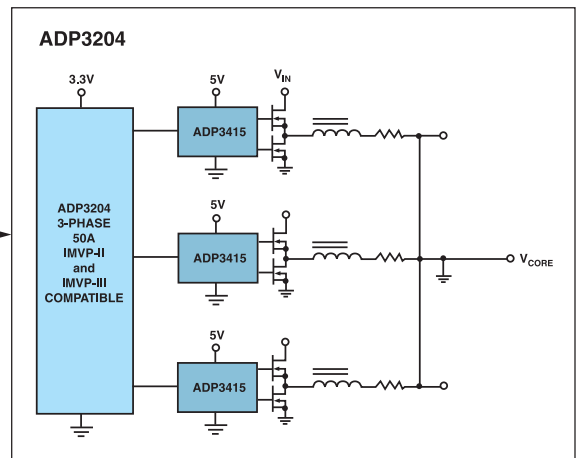 ADP3204
3.3V
5V
VIN
ADP3415
ADP3204
3-PHASE
50A
IMVP-II
and
IMVP-III
COMPATIBLE
5V
ADP3415
VCORE
5V
ADP3415